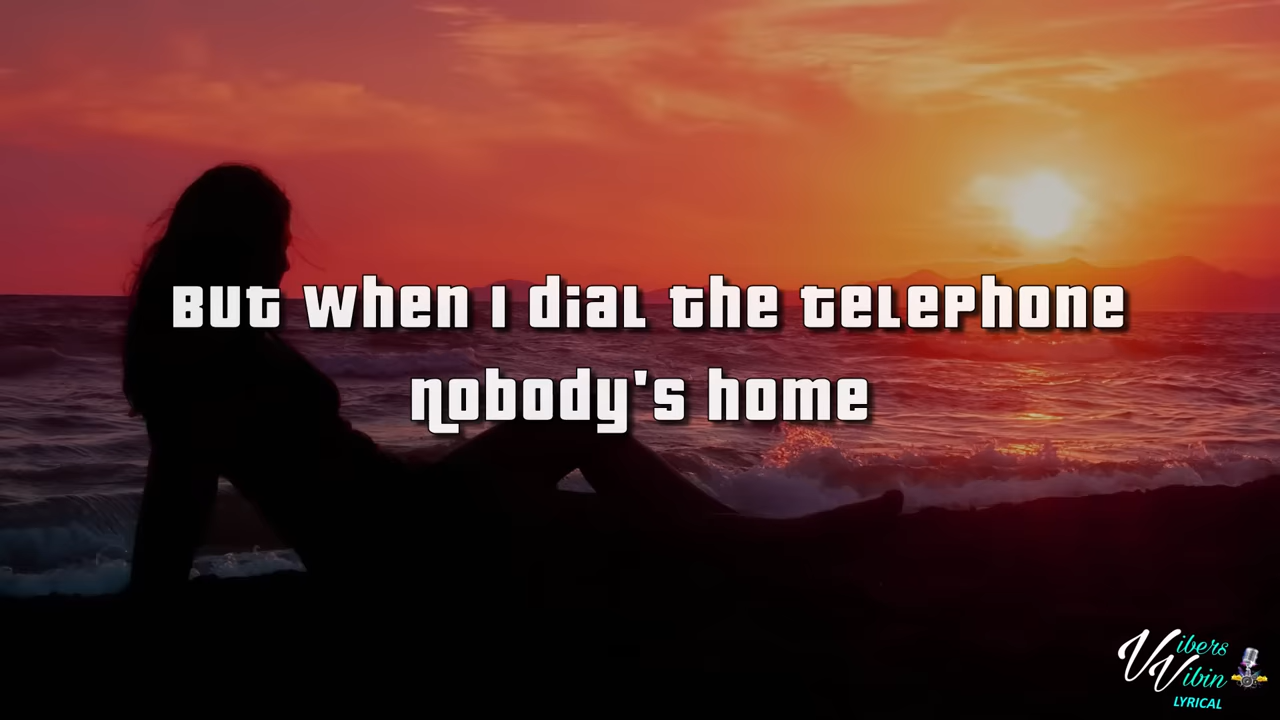 But when I dial the telephone
nobody's home
Vibers
Vibin
LYRICAL